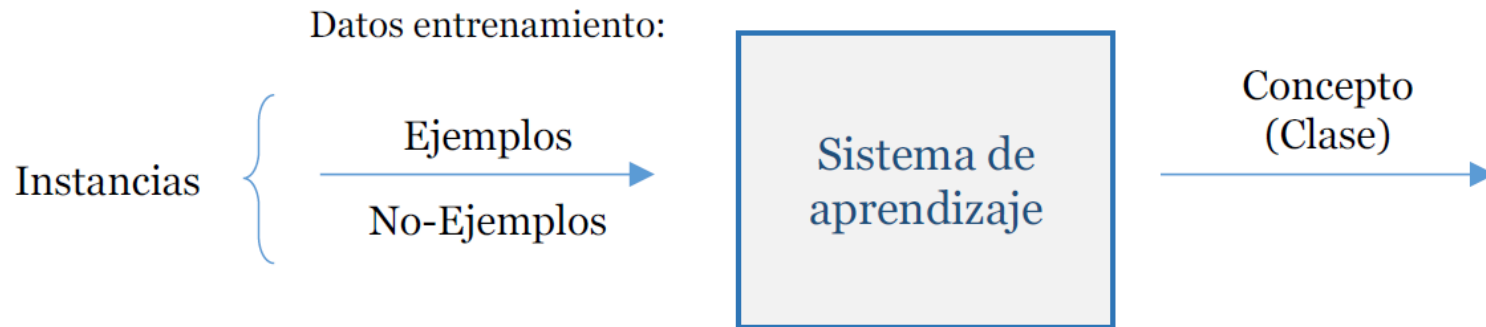 Datos entrenamiento:
Instancias
Ejemplos
No-Ejemplos
Sistema de
aprendizaje
Concepto
(Clase)